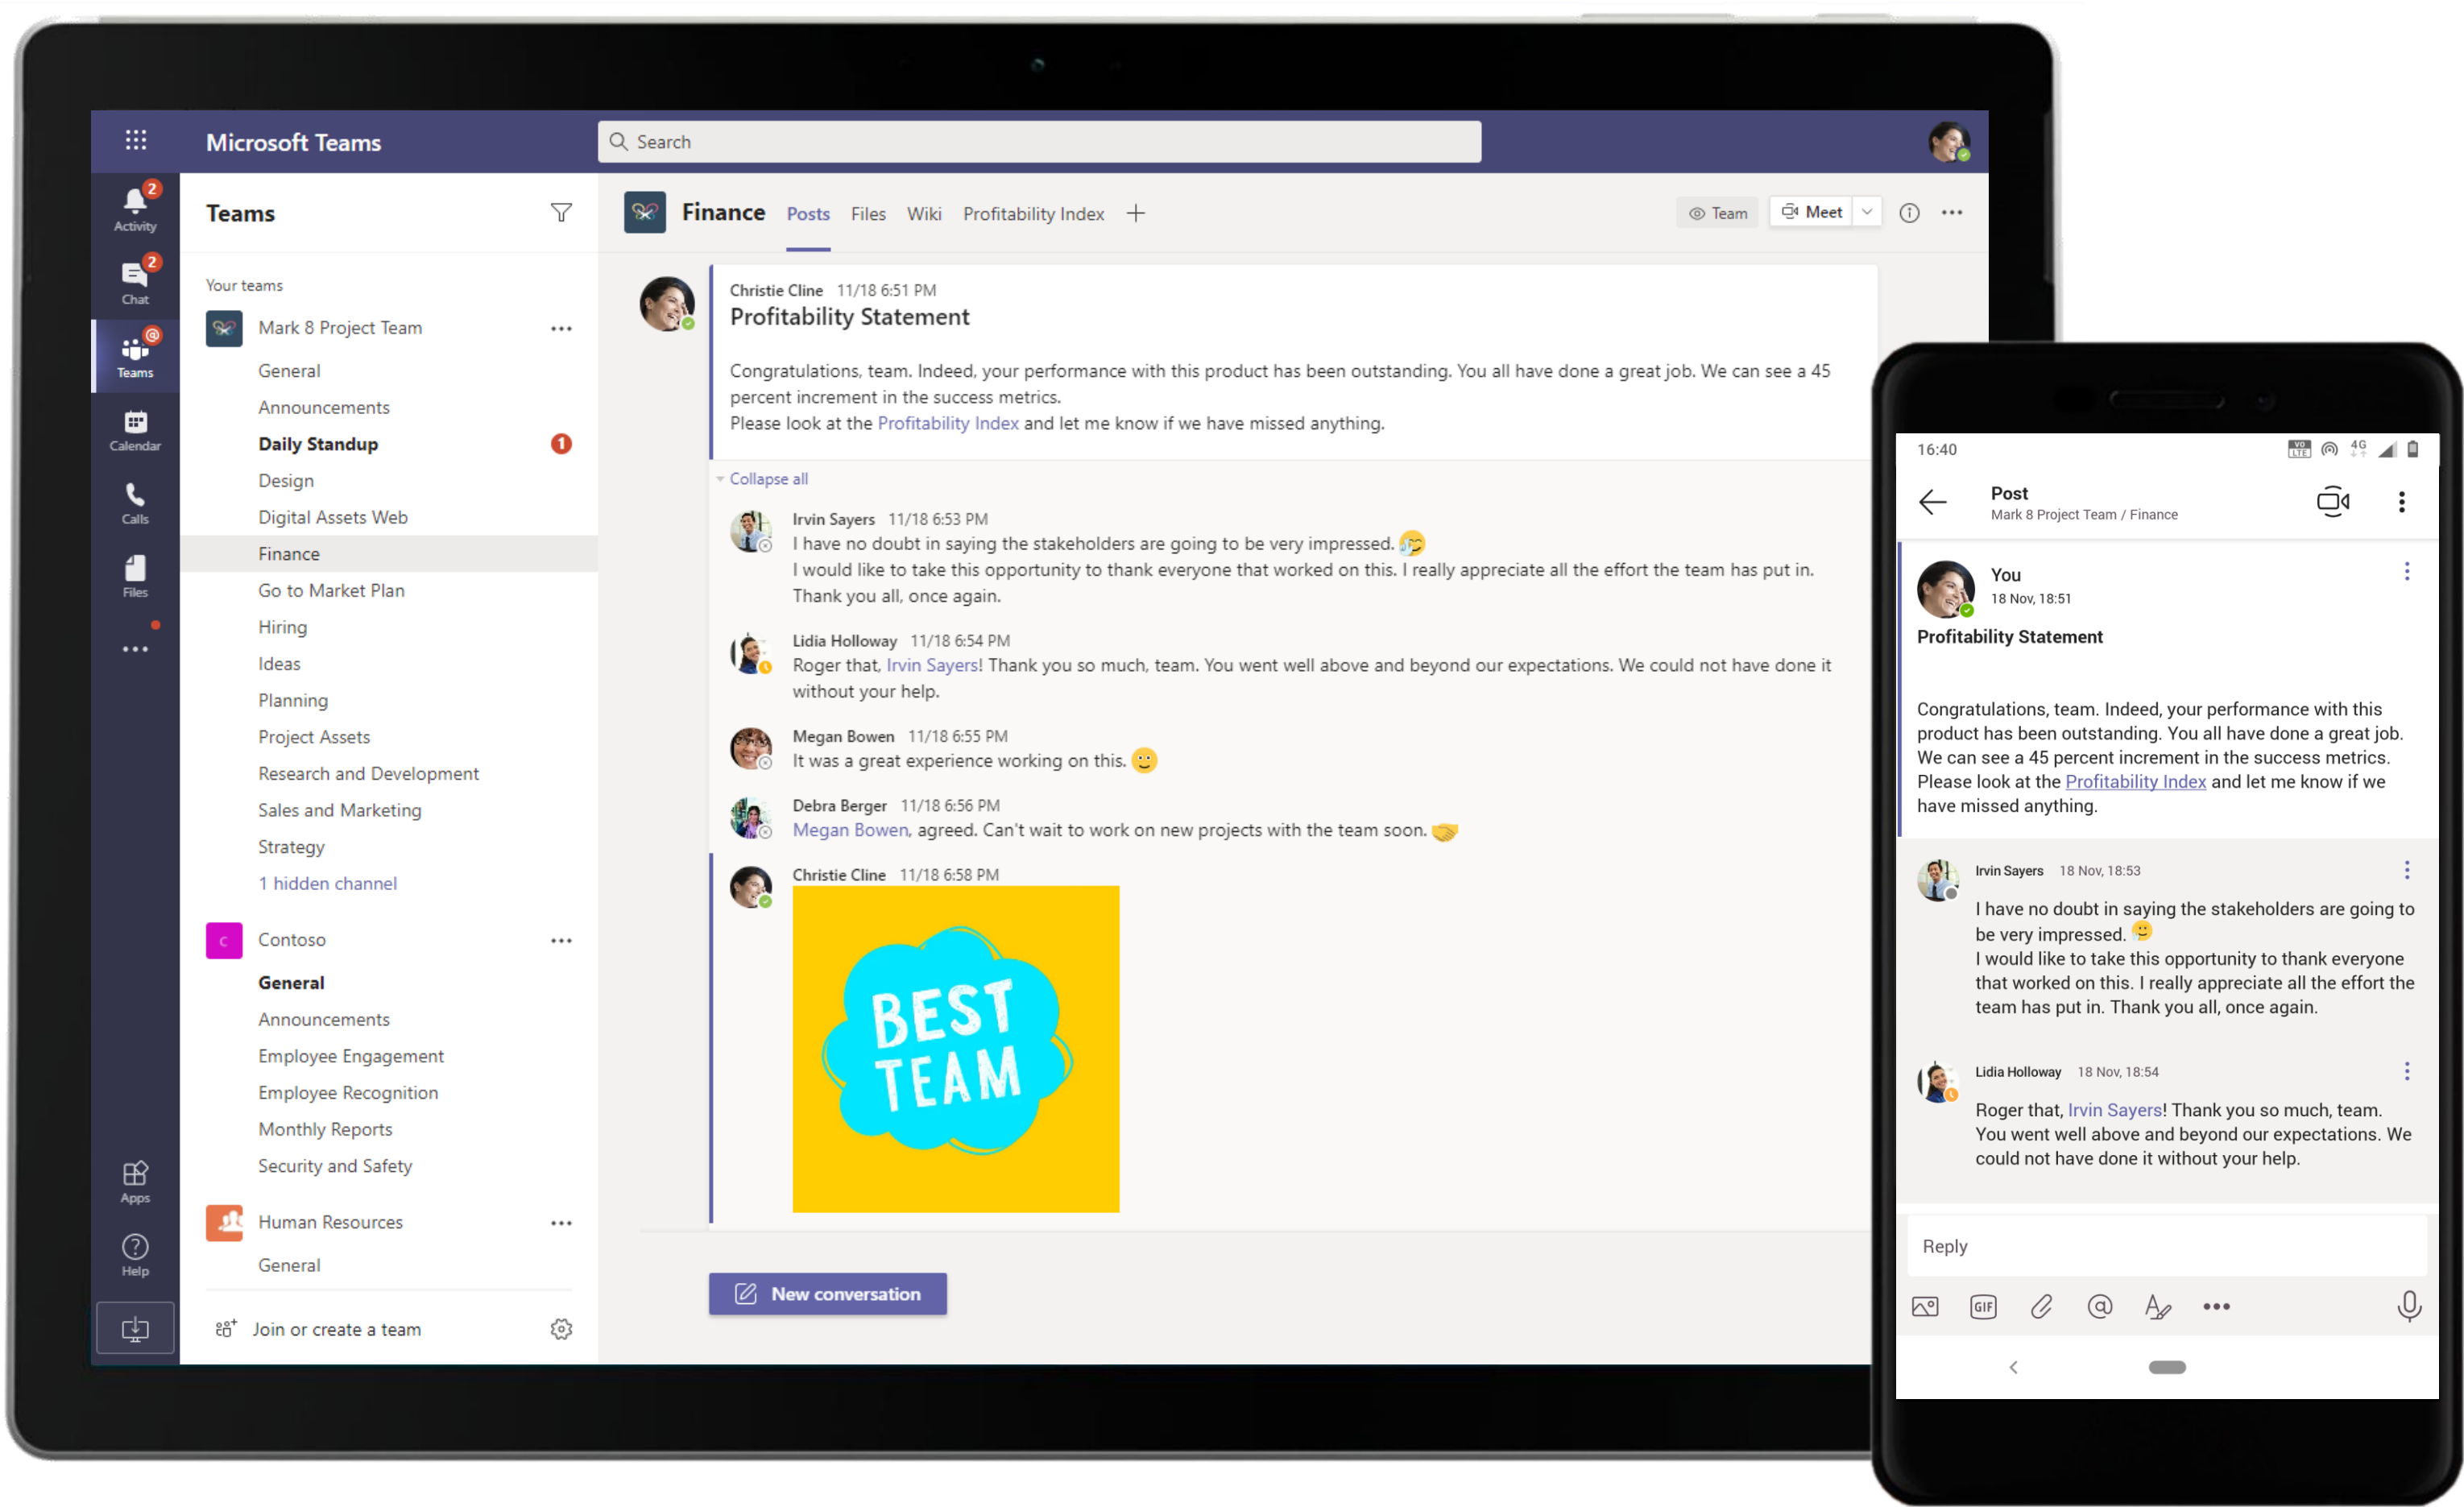 Microsoft Teams
Search
2
Activity
2
Chat
@
Teams
Calendar
Calls
Files
Apps
Help
Teams
Your teams
Mark 8 Project Team
General
Announcements
Daily Standup 1
Design
Digital Assets Web
Finance
Go to Market Plan
Hiring
Ideas
Planning
Project Assets
Research and Development
Sales and Marketing
Strategy
1 hidden channel
C Contoso
General
Announcements
Employee Engagement
Employee Recognition
Monthly Reports
Security and Safety
Human Resources
General
Join or create a team
Finance Posts Files Wiki Profitability Index Team Meet
Christie Cline 11/18 6:51 PM
Profitability Statement
Congratulations, team. Indeed, your performance with this product has been outstanding. You all have done a great job. We can see a 45
percent increment in the success metrics.
Please look at the Profitability Index and let me know if we have missed anything.
Collapse all
Irvin Sayers 11/18 6:53 PM
I have no doubt in saying the stakeholders are going to be very impressed.
I would like to take this opportunity to thank everyone that worked on this. I really appreciate all the effort the team has put in.
Thank you all, once again.
Lidia Holloway 11/18 6:54 PM
Roger that, Irvin Sayers! Thank you so much, team. You went well above and beyond our expectations. We could not have done it
without your help.
Megan Bowen 11/18 6:55 PM
It was a great experience working on this.
Debra Berger 11/18 6:56 PM
Megan Bowen, agreed. Can't wait to work on new projects with the team soon.
Christie Cline 11/18 6:58 PM
BEST
TEAM
New conversation
16:40 VO LTE 4G
Post
Mark 8 Project Team / Finance
You
18 Nov, 18:51
Profitability Statement
Congratulations, team. Indeed, your performance with this
product has been outstanding. You all have done a great job.
We can see a 45 percent increment in the success metrics.
Please look at the Profitability Index and let me know if we
have missed anything.
Irvin Sayers 18 Nov, 18:53
I have no doubt in saying the stakeholders are going to
be very impressed.
I would like to take this opportunity to thank everyone
that worked on this. I really appreciate all the effort the
team has put in. Thank you all, once again.
Lidia Holloway 18 Nov, 18:54
Roger that, Irvin Sayers! Thank you so much, team.
You went well above and beyond our expectations. We
could not have done it without your help.
Reply
GIF @